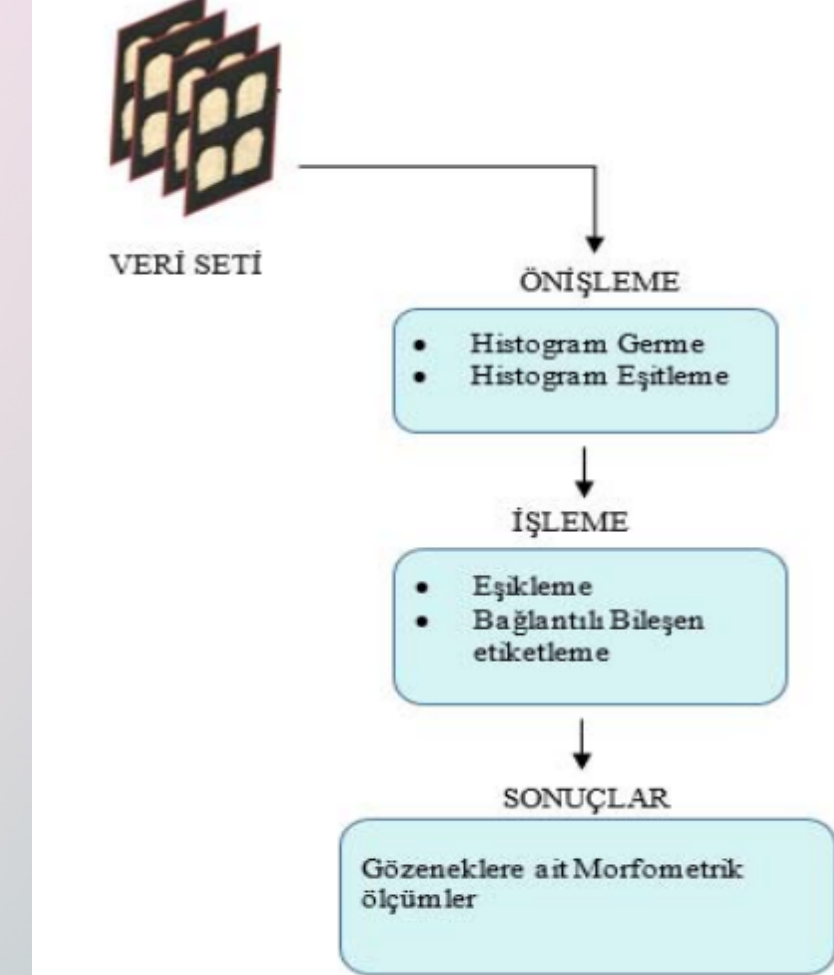 VERİ SETİ
ÖNİŞLEME
• Histogram Germe
• Histogram Eşitleme
İŞLEME
• Eşikleme
• Bağlantılı Bileşen
etiketleme
SONUÇLAR
Gözeneklere ait Morfometrik
ölçümler